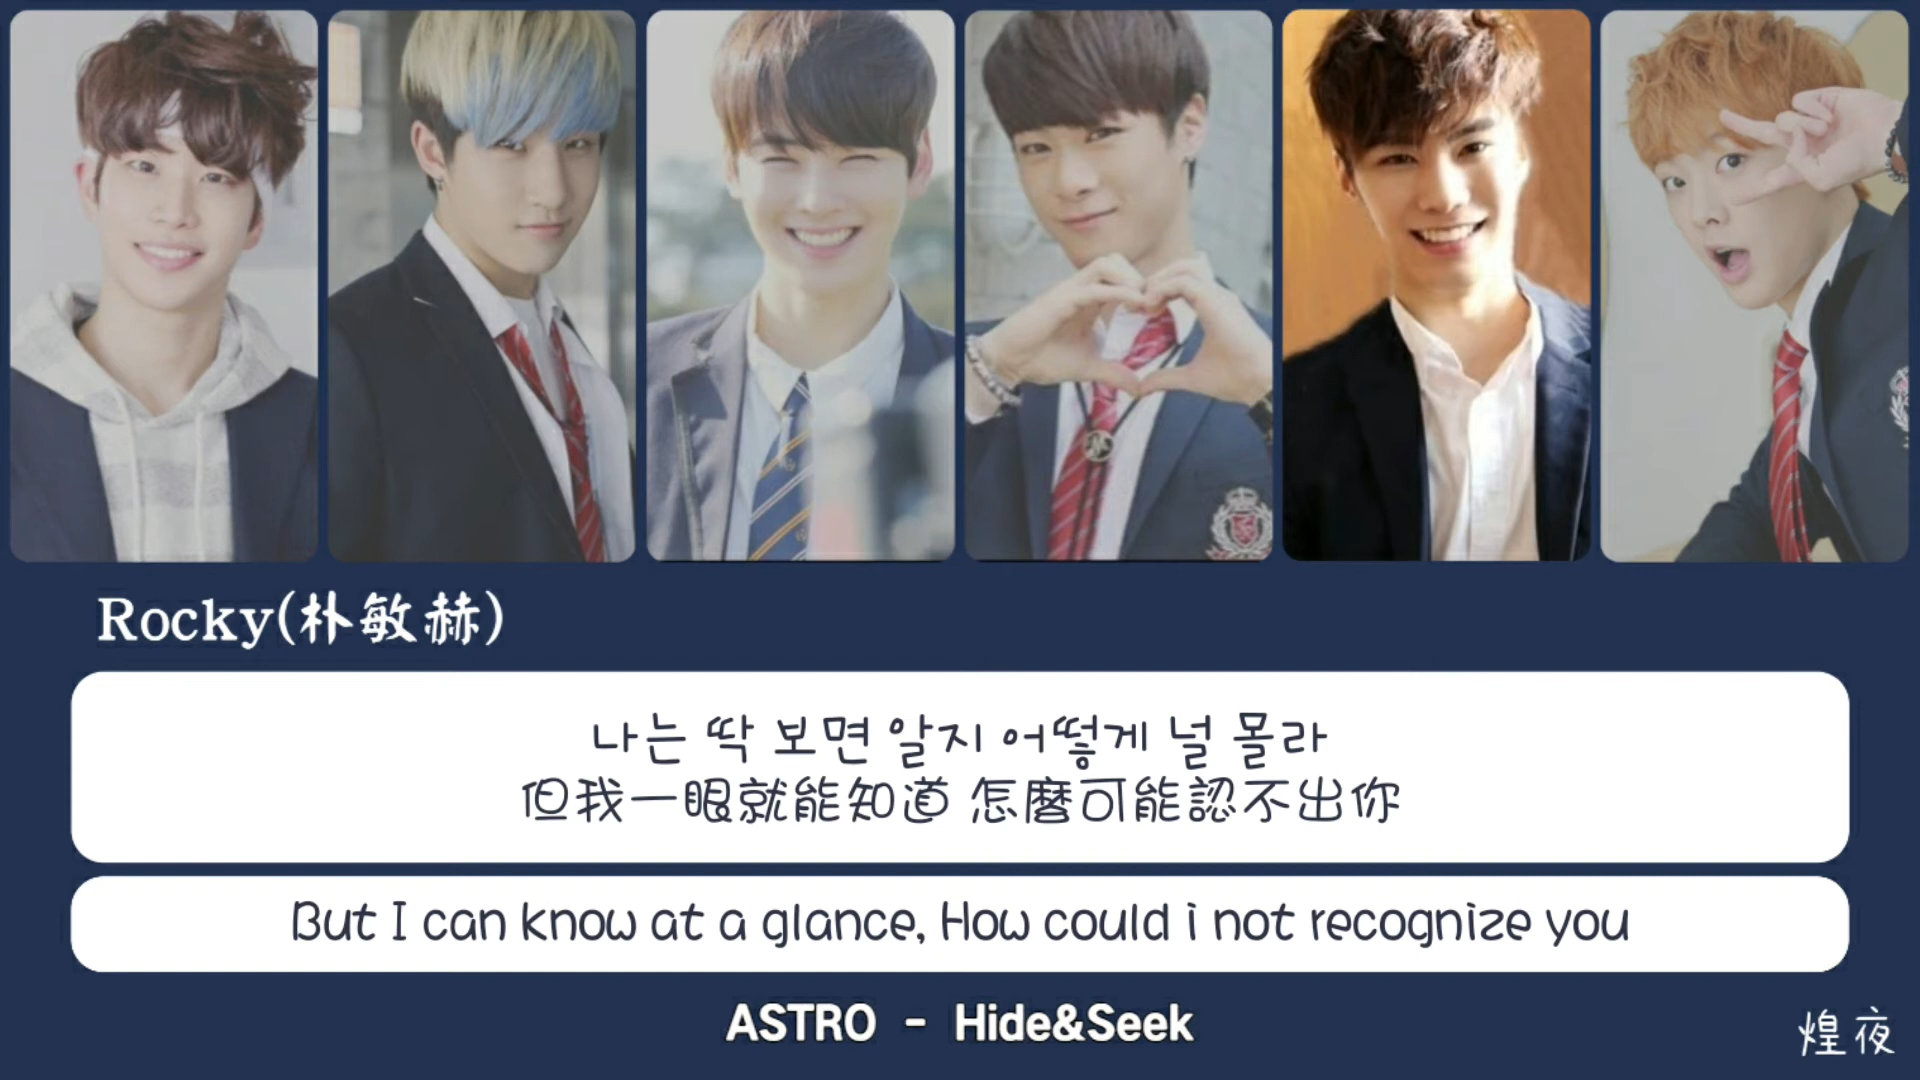 Rocky(朴敏赫)
나는 딱 보면 알지 어떻게 널 몰라
但我一眼就能知道 怎麼可能認不出你
But I can know at a glance, How could i not recognize you
ASTRO - Hide&Seek
煌夜